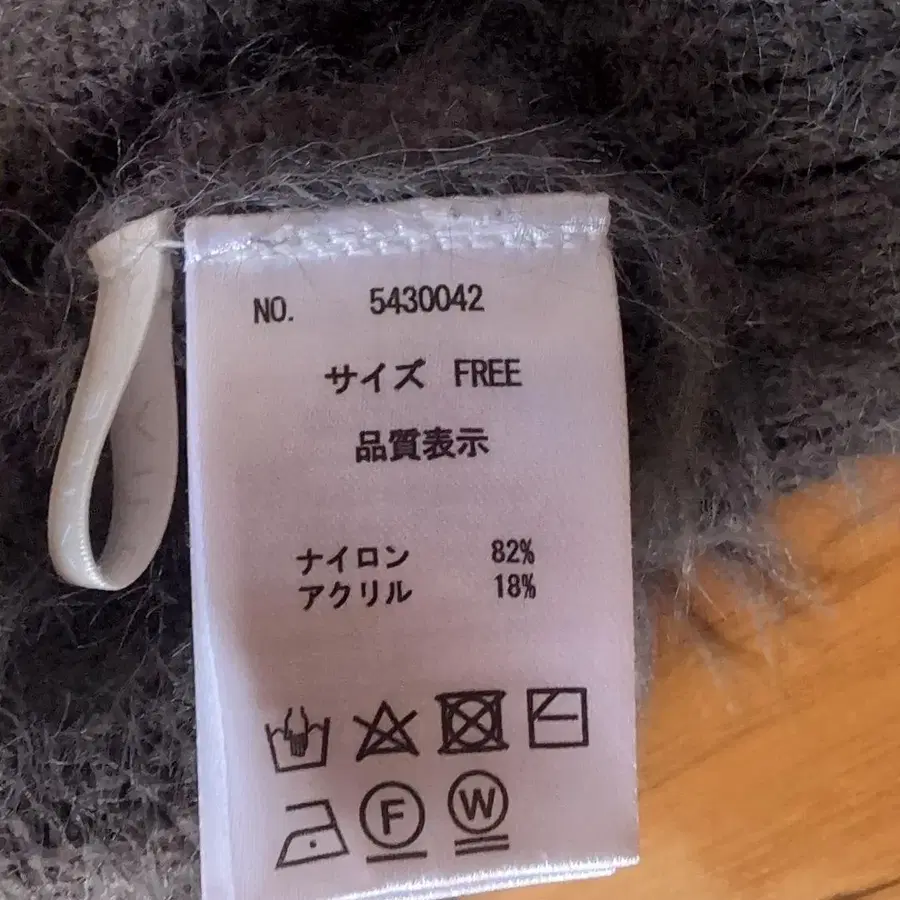 NO. 5430042
サイズ FREE
品質表示
ナイロン 82%
アクリル 18%
F W